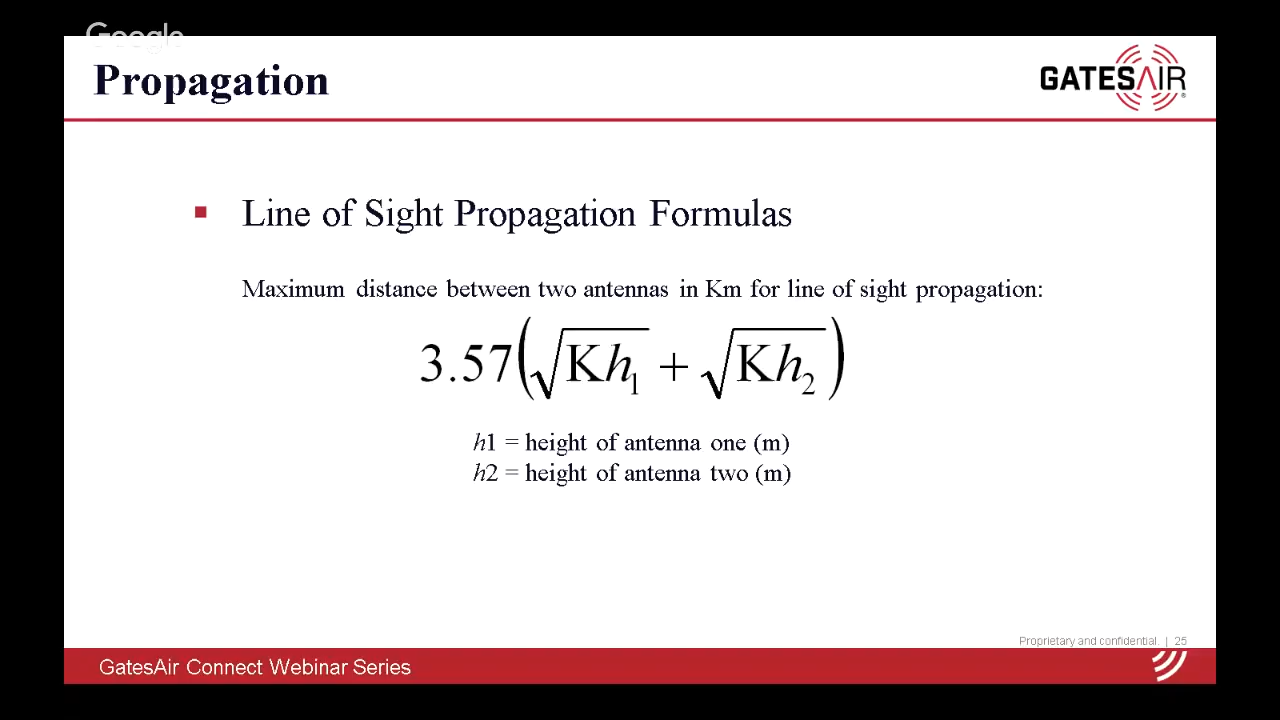 Google
Propagation
GATESAIR®
Line of Sight Propagation Formulas
Maximum distance between two antennas in Km for line of sight propagation:
3.57(√Kh₁ + √Kh₂)
h1 = height of antenna one (m)
h2 = height of antenna two (m)
Proprietary and confidential. | 25
GatesAir Connect Webinar Series